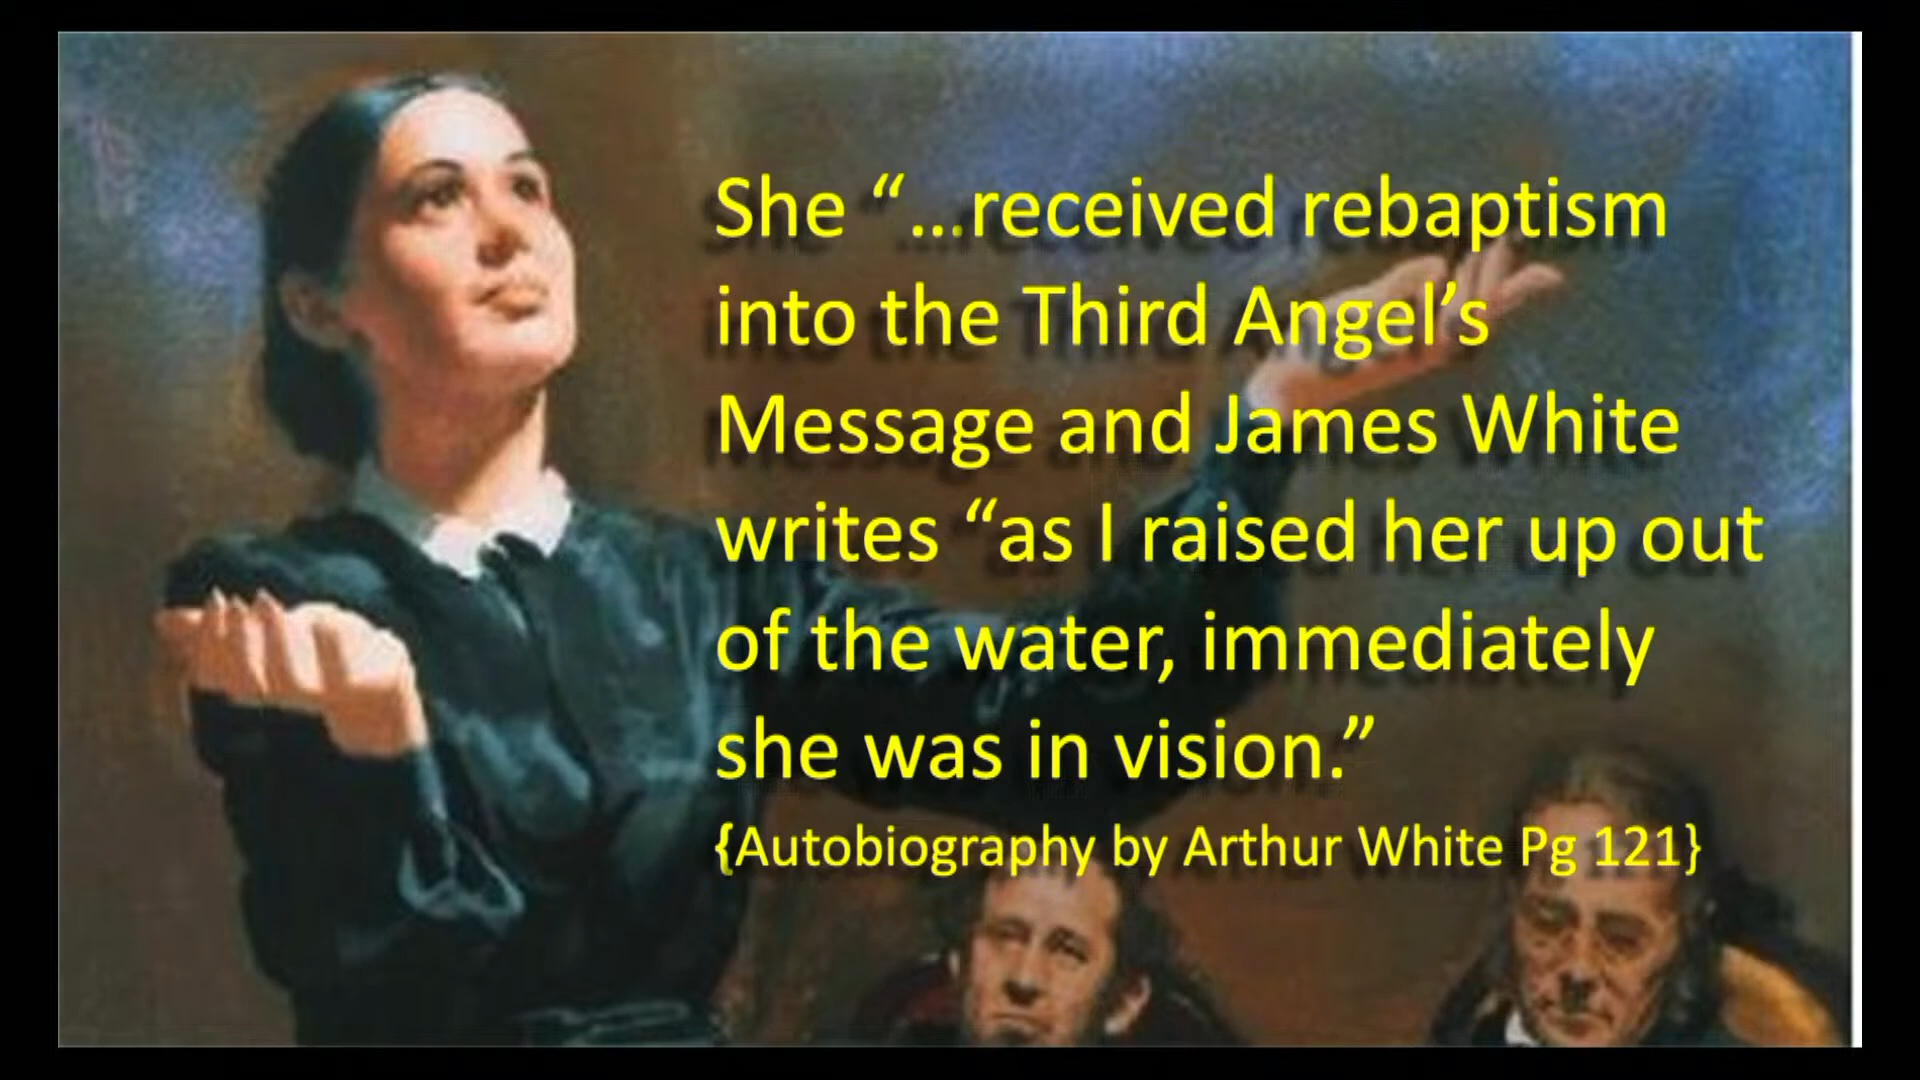 She “...received rebaptism
into the Third Angel’s
Message and James White
writes “as I raised her up out
of the water, immediately
she was in vision.”
{Autobiography by Arthur White Pg 121}